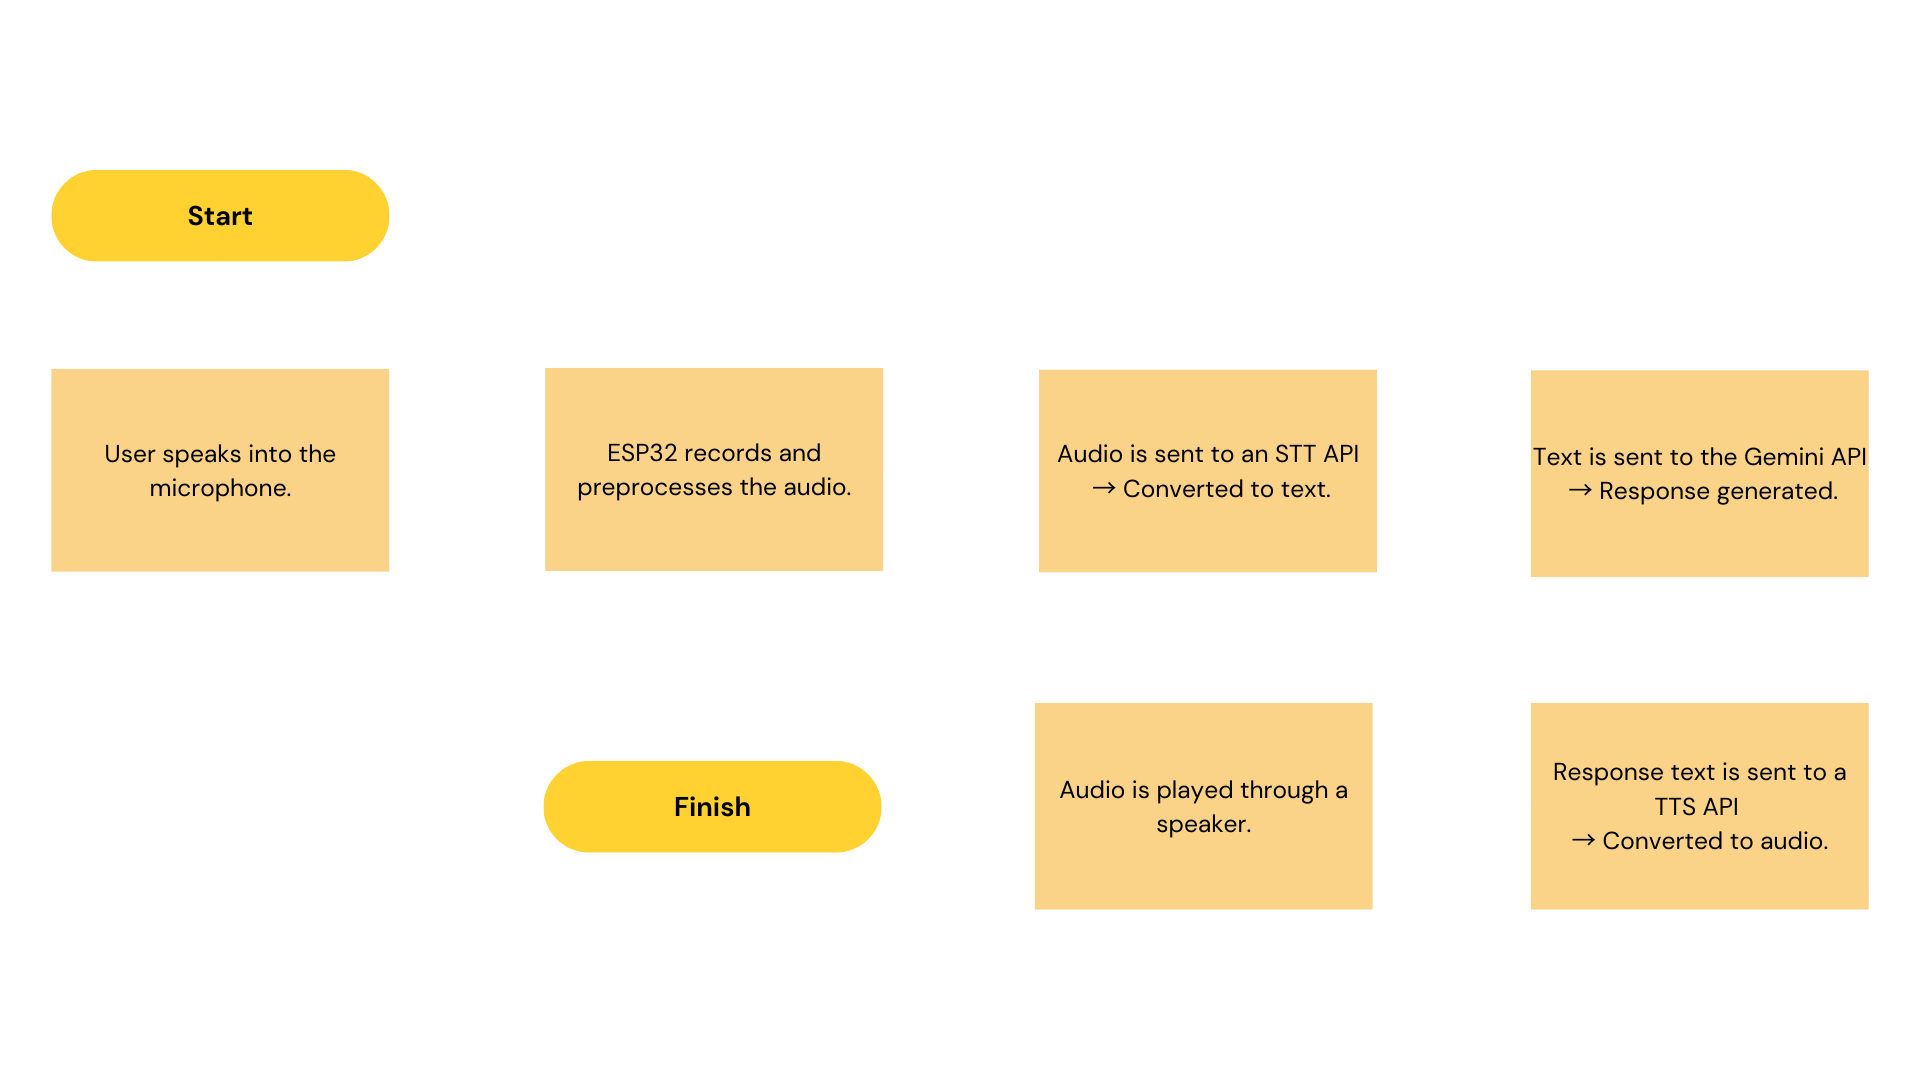 Start
User speaks into the
microphone.
ESP32 records and
preprocesses the audio.
Audio is sent to an STT API
→ Converted to text.
Text is sent to the Gemini API
→ Response generated.
Response text is sent to a
TTS API
→ Converted to audio.
Audio is played through a
speaker.
Finish